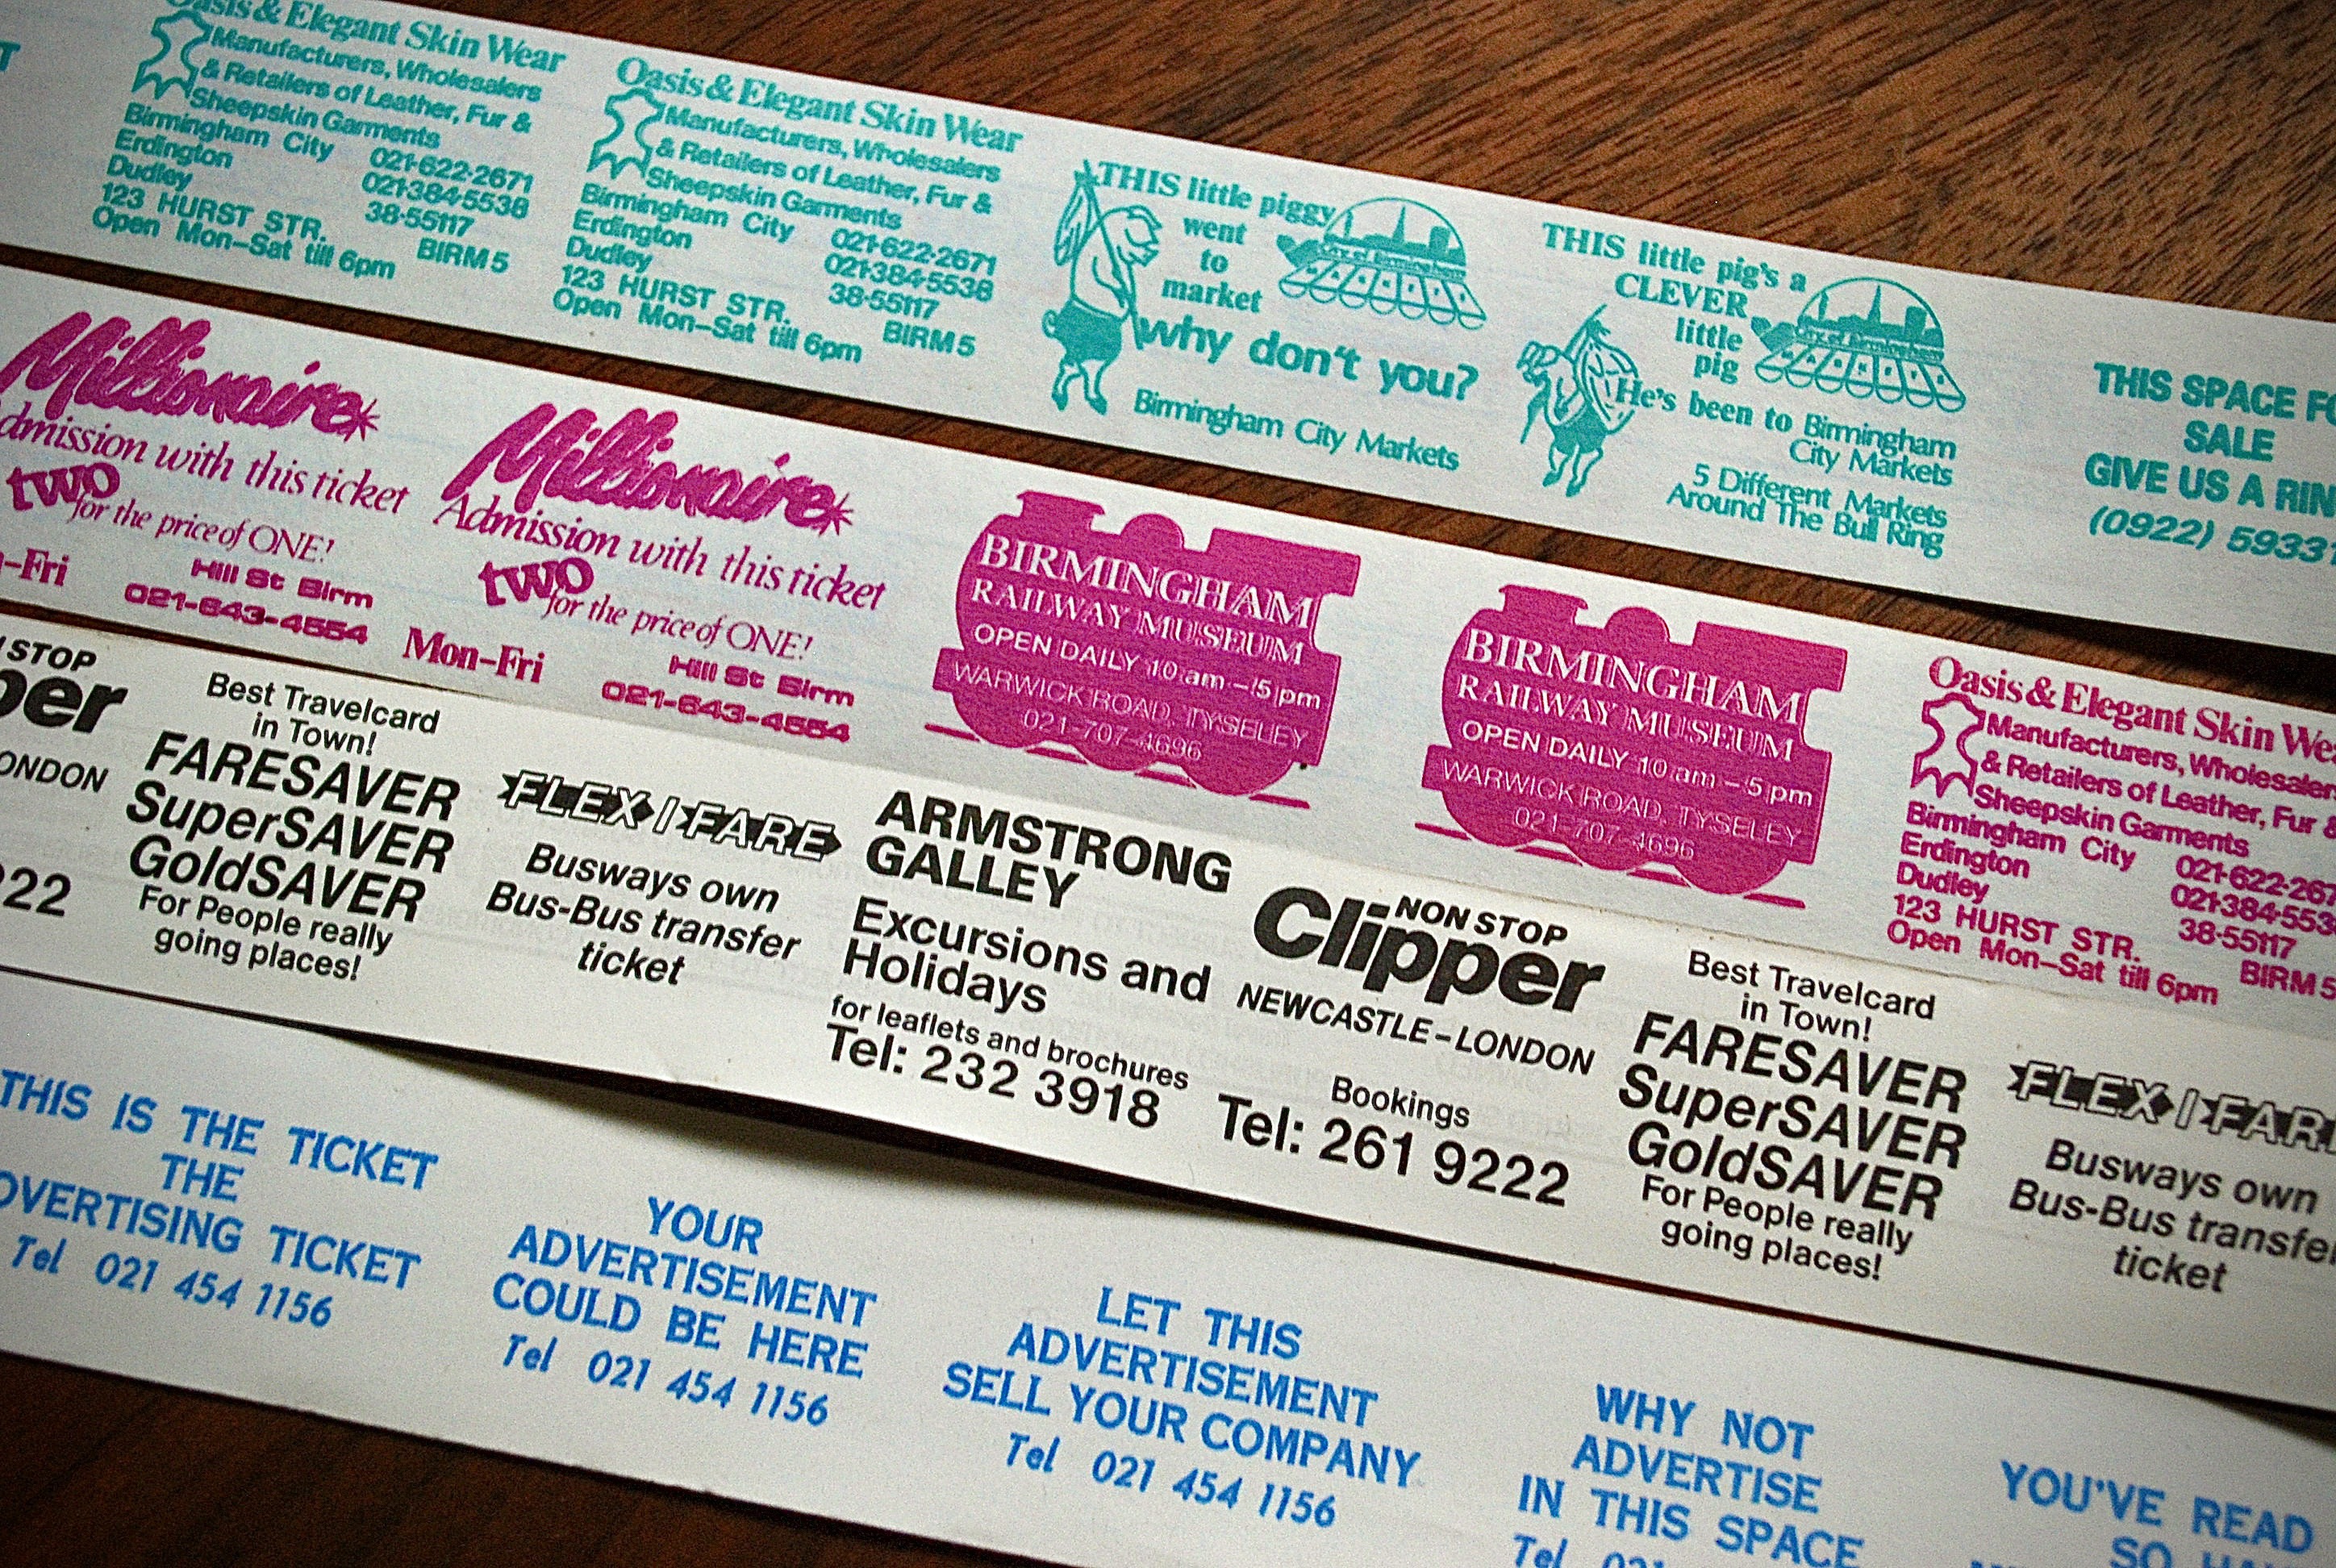 Oasis & Elegant Skin Wear
Manufacturers, Wholesalers
& Retailers of Leather, Fur &
Sheepskin Garments
Birmingham City 021-622-2671
Erdington 021-384-5538
Dudley 38-55117
123 HURST STR. BIRM 5
Open Mon–Sat till 6pm
Oasis & Elegant Skin Wear
Manufacturers, Wholesalers
& Retailers of Leather, Fur &
Sheepskin Garments
Birmingham City 021-622-2671
Erdington 021-384-5538
Dudley 38-55117
123 HURST STR. BIRM 5
Open Mon–Sat till 6pm
THIS little piggy
went
to
market
City of Birmingham
why don't you?
Birmingham City Markets
THIS little pig's a
CLEVER
little
pig
City of Birmingham
He's been to Birmingham
City Markets
5 Different Markets
Around The Bull Ring
THIS SPACE FO
SALE
GIVE US A RIN
(0922) 5933
Millionaire
dmission with this ticket
two
for the price of ONE!
–Fri
Hill St Birm
021-643-4554
Millionaire
Admission with this ticket
two
for the price of ONE!
Mon–Fri
Hill St Birm
021-643-4554
BIRMINGHAM
RAILWAY MUSEUM
OPEN DAILY 10 am – 5 pm
WARWICK ROAD, TYSELEY
021-707-4696
BIRMINGHAM
RAILWAY MUSEUM
OPEN DAILY 10 am – 5 pm
WARWICK ROAD, TYSELEY
021-707-4696
Oasis & Elegant Skin We
Manufacturers, Wholesalers
& Retailers of Leather, Fur &
Sheepskin Garments
Birmingham City 021-622-267
Erdington 021-384-553
Dudley 38-55117
123 HURST STR. BIRM 5
Open Mon–Sat till 6pm
STOP
per
ONDON
22
Best Travelcard
in Town!
FARESAVER
SuperSAVER
GoldSAVER
For People really
going places!
FLEXIFARE
Busways own
Bus-Bus transfer
ticket
ARMSTRONG
GALLEY
Excursions and
Holidays
for leaflets and brochures
Tel: 232 3918
NON STOP
Clipper
NEWCASTLE – LONDON
Bookings
Tel: 261 9222
Best Travelcard
in Town!
FARESAVER
SuperSAVER
GoldSAVER
For People really
going places!
FLEXIFAR
Busways own
Bus-Bus transfer
ticket
THIS IS THE TICKET
THE
DVERTISING TICKET
Tel 021 454 1156
YOUR
ADVERTISEMENT
COULD BE HERE
Tel 021 454 1156
LET THIS
ADVERTISEMENT
SELL YOUR COMPANY
Tel 021 454 1156
WHY NOT
ADVERTISE
IN THIS SPACE
Tel 02
YOU'VE READ
SO